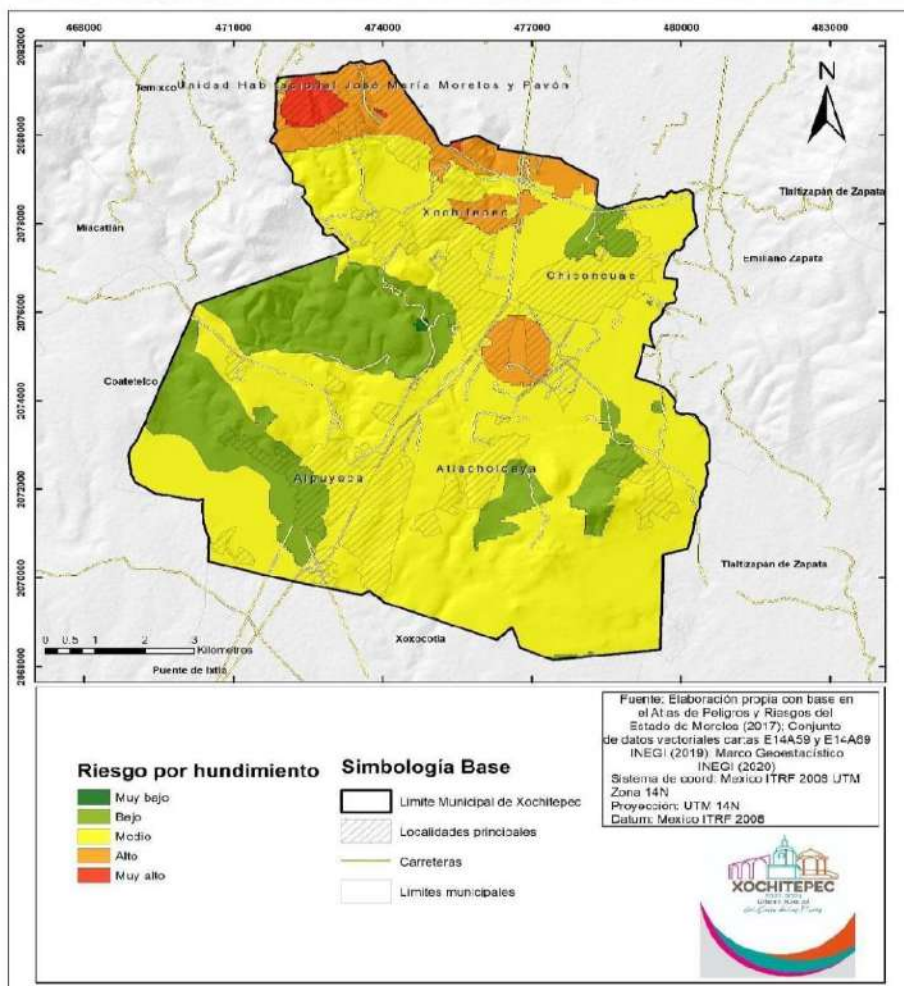 468000 471000 474000 477000 480000 483000
2082000
2080000
2078000
2076000
2074000
2072000
2070000
2068000
N
Temixco
Unidad Habitacional José María Morelos y Pavón
Tlaltizapán de Zapata
Miacatlán
Xochitepec
Emiliano Zapata
Chiconcuac
Coatetelco
Alpuyeca
Atlacholoaya
Tlaltizapán de Zapata
Xoxocotla
0 0.5 1 2 3
Kilómetros
Puente de Ixtla
Riesgo por hundimiento
Muy bajo
Bajo
Medio
Alto
Muy alto
Simbología Base
Limite Municipal de Xochitepec
Localidades principales
Carreteras
Limites municipales
Fuente: Elaboración propia con base en
el Atlas de Peligros y Riesgos del
Estado de Morelos (2017); Conjunto
de datos vectoriales cartas E14A59 y E14A69
INEGI (2019); Marco Geoestacístico
INEGI (2020)
Sistema de coord: Mexico ITRF 2008 UTM
Zona 14N
Proyección: UTM 14N
Datum: Mexico ITRF 2008
XOCHITEPEC